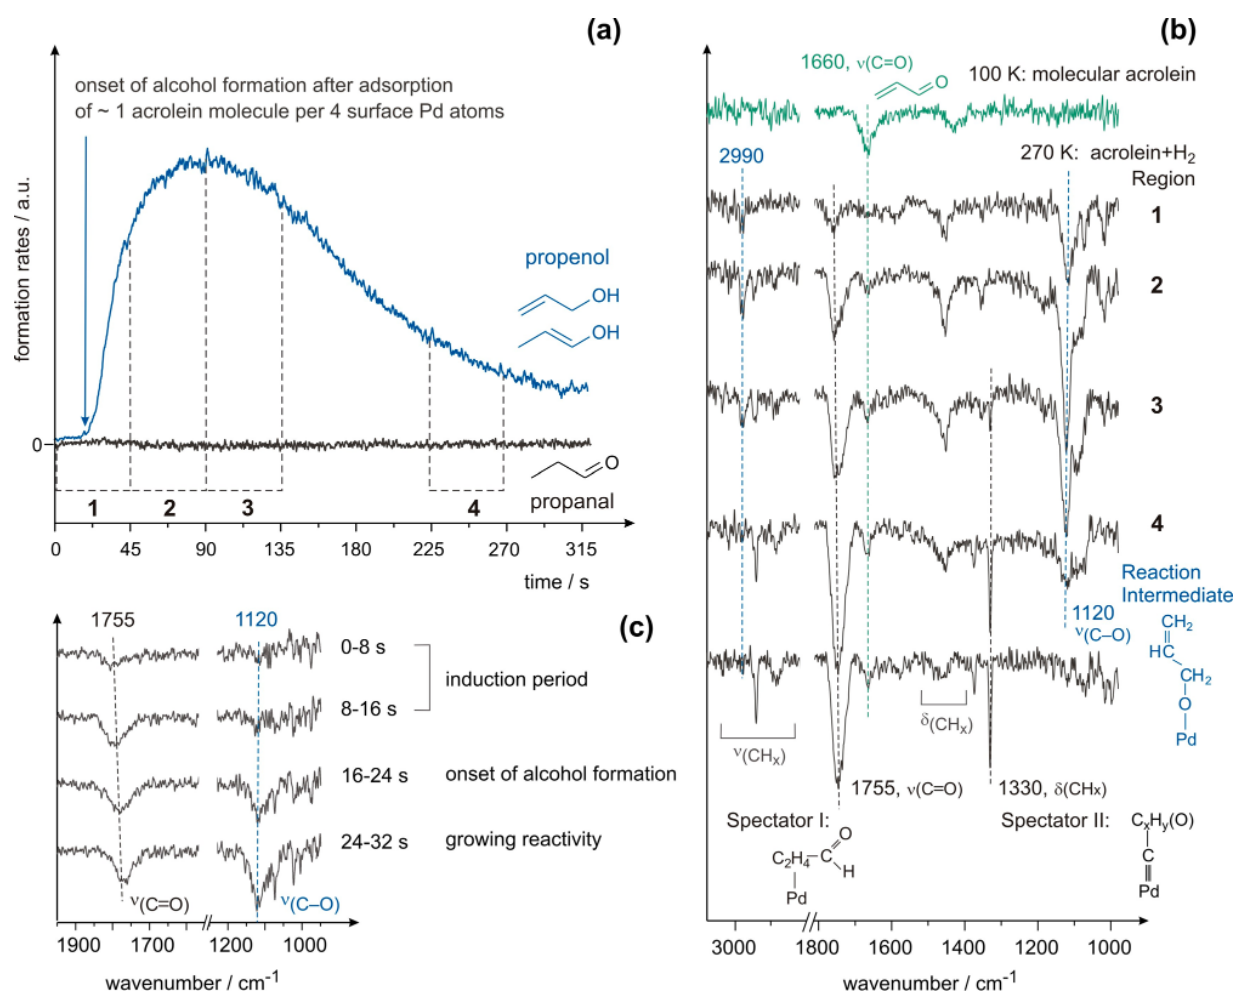 (a)
onset of alcohol formation after adsorption
of ~ 1 acrolein molecule per 4 surface Pd atoms
formation rates / a.u.
propenol
OH
OH
0
O
propanal
1 2 3 4
0 45 90 135 180 225 270 315
time / s
(b)
1660, ν(C=O)
O
100 K: molecular acrolein
2990
270 K: acrolein+H₂
Region
1
2
3
4
Reaction
Intermediate
1120
ν(C–O)
CH₂
HC
CH₂
O
Pd
δ(CHₓ)
ν(CHₓ)
1755, ν(C=O)
1330, δ(CHx)
Spectator I:
O
C₂H₄–C
H
Pd
Spectator II:
CₓHᵧ(O)
C
Pd
3000 1800 1600 1400 1200 1000
wavenumber / cm⁻¹
(c)
1755
1120
0-8 s
induction period
8-16 s
16-24 s
onset of alcohol formation
24-32 s
growing reactivity
ν(C=O)
ν(C–O)
1900 1700 1200 1000
wavenumber / cm⁻¹